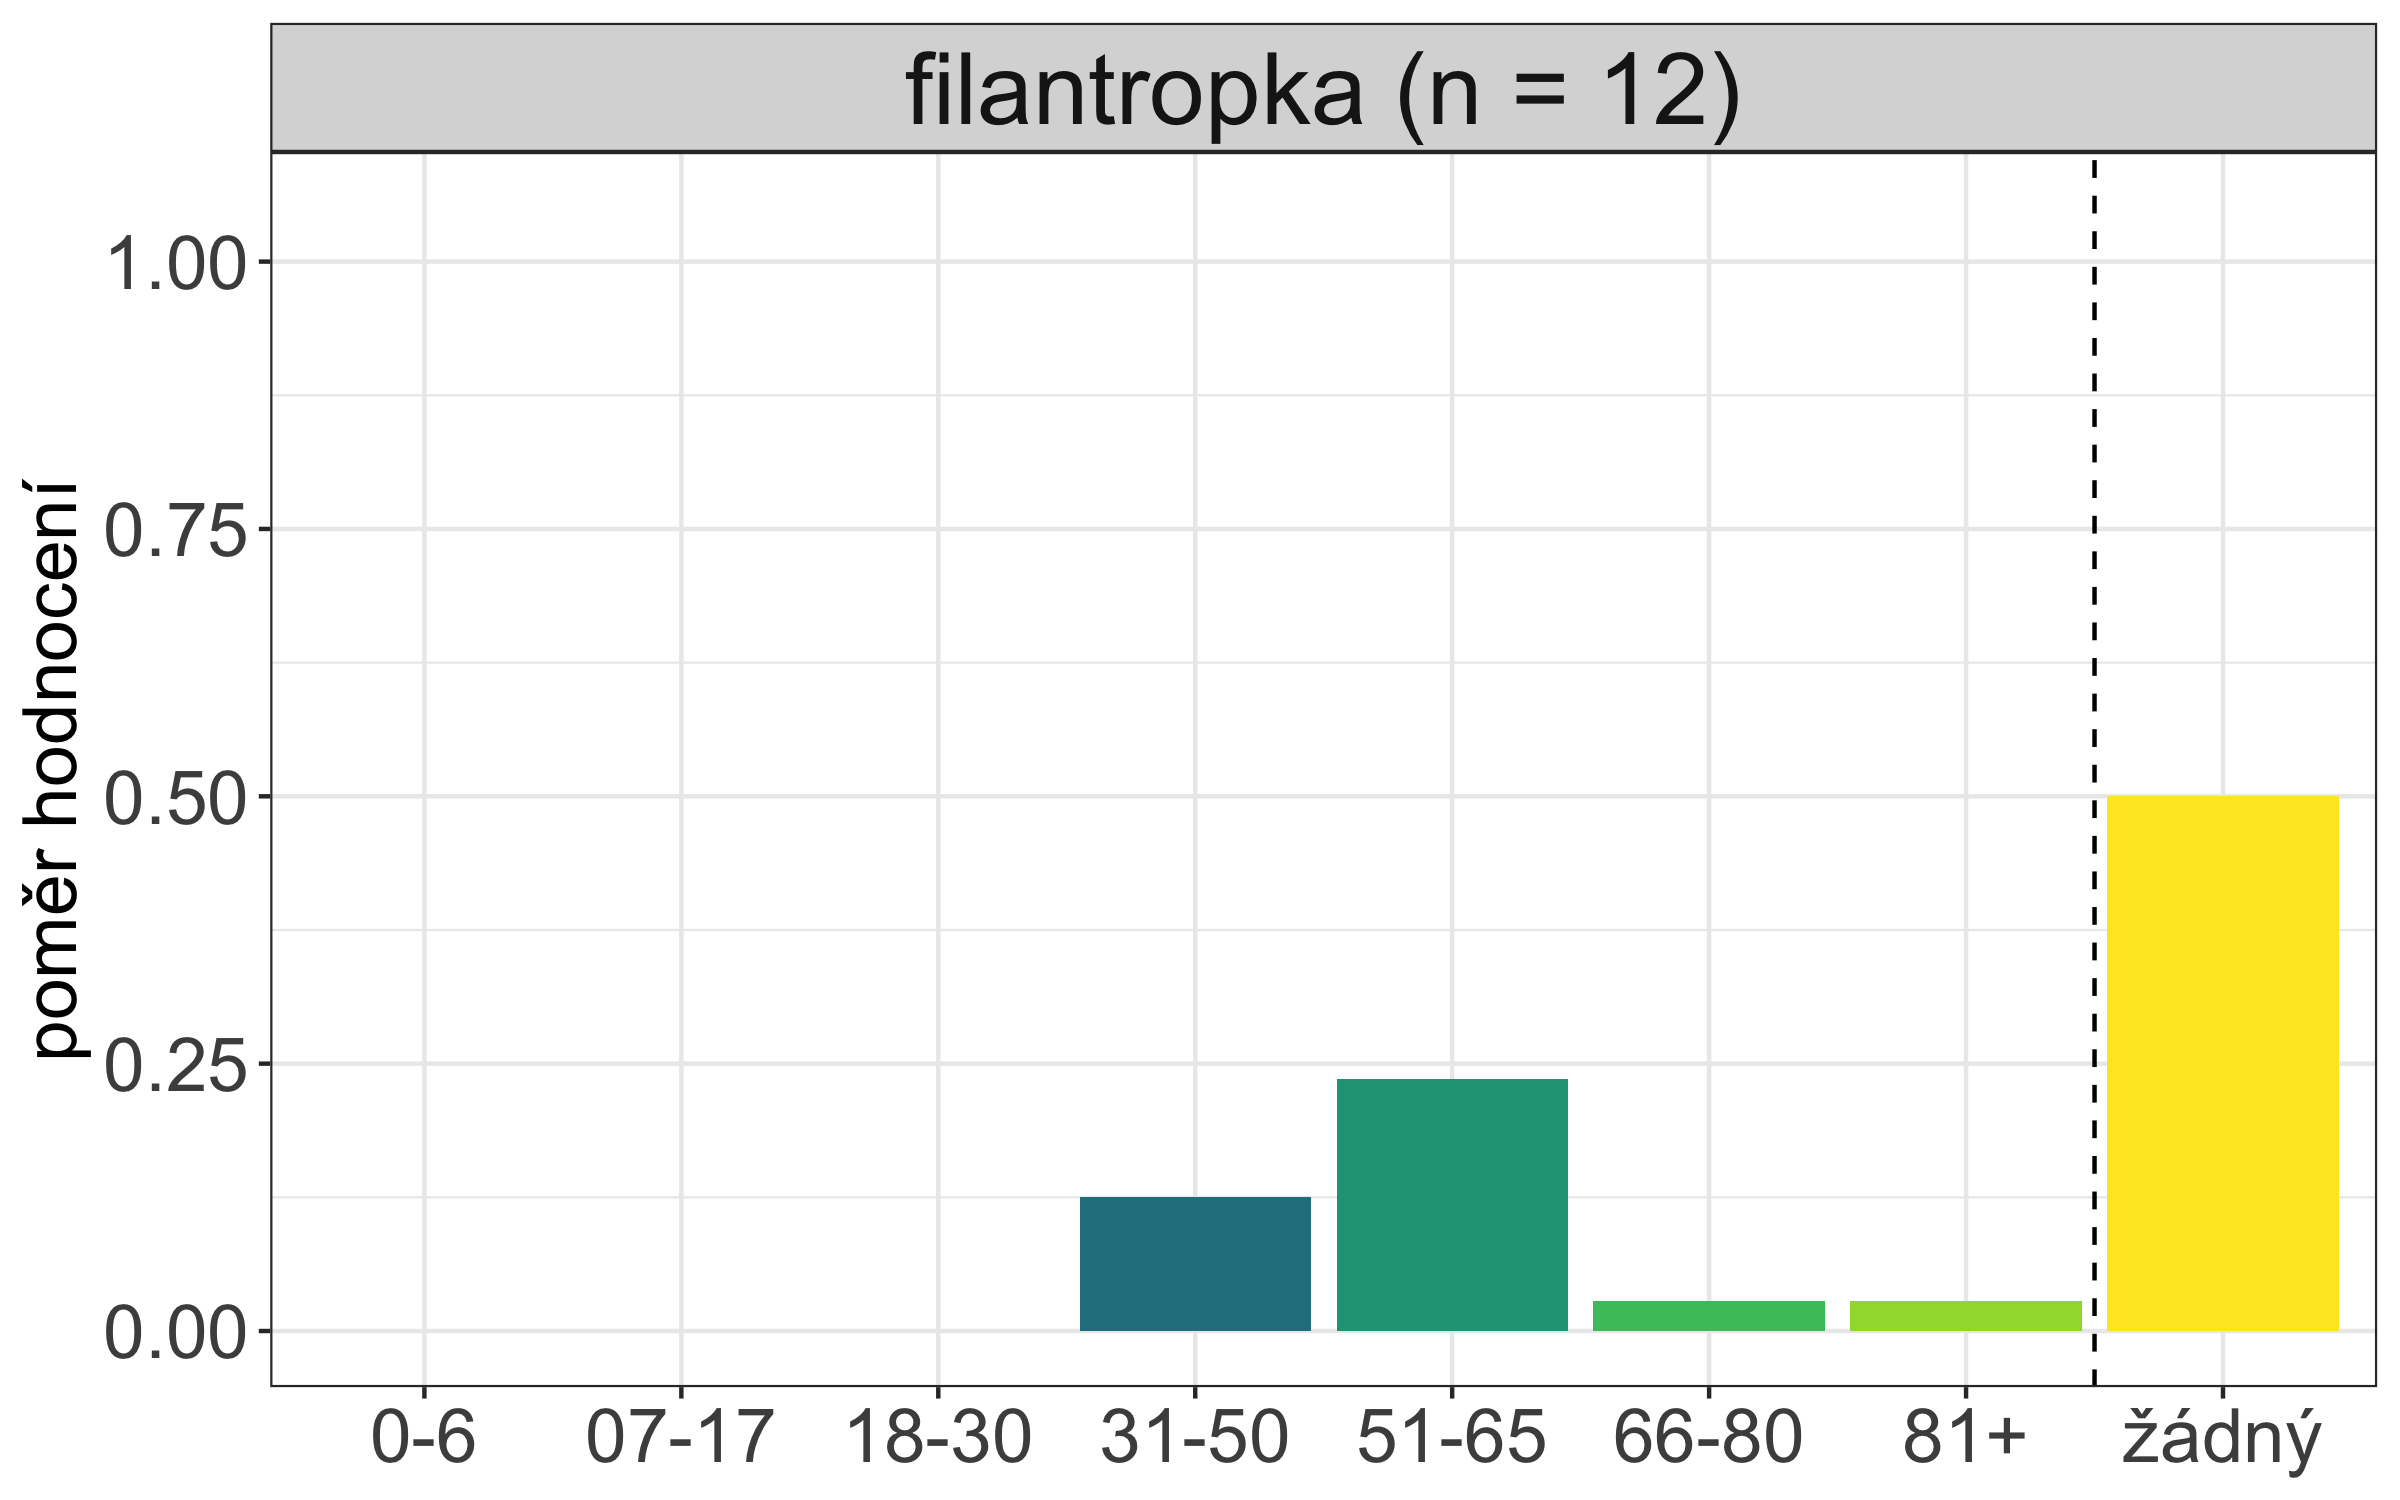 filantropka (n = 12)
poměr hodnocení
1.00
0.75
0.50
0.25
0.00
0-6 07-17 18-30 31-50 51-65 66-80 81+ žádný